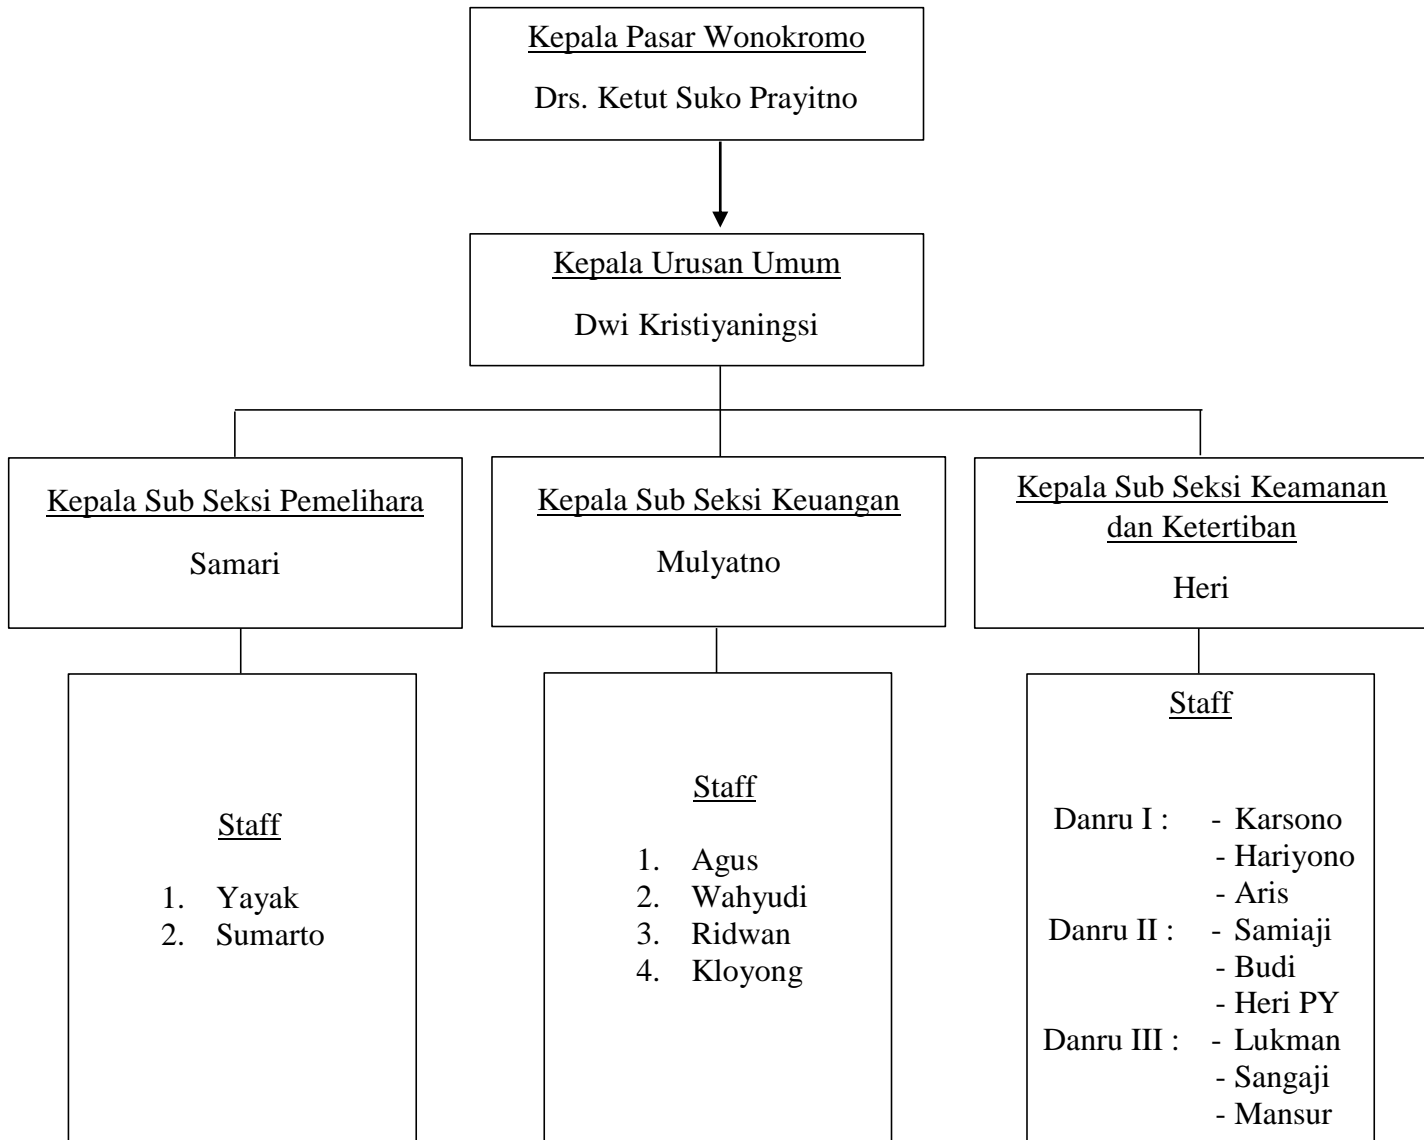 Kepala Pasar Wonokromo
Drs. Ketut Suko Prayitno
Kepala Urusan Umum
Dwi Kristiyaningsi
Kepala Sub Seksi Pemelihara
Samari
Kepala Sub Seksi Keuangan
Mulyatno
Kepala Sub Seksi Keamanan
dan Ketertiban
Heri
Staff
1. Yayak
2. Sumarto
Staff
1. Agus
2. Wahyudi
3. Ridwan
4. Kloyong
Staff
Danru I : - Karsono
- Hariyono
- Aris
Danru II : - Samiaji
- Budi
- Heri PY
Danru III : - Lukman
- Sangaji
- Mansur